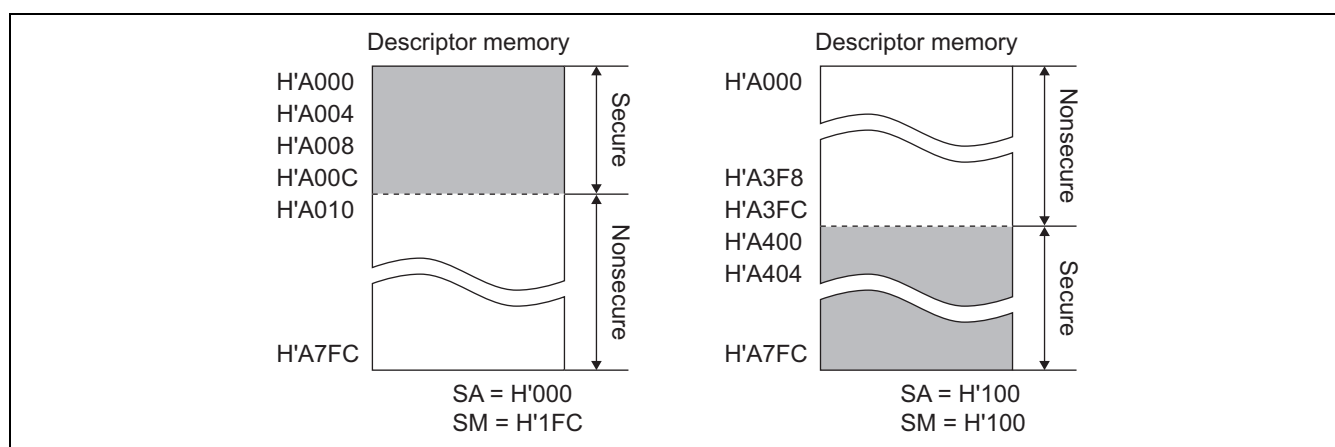 Descriptor memory
H'A000
H'A004
H'A008
H'A00C
H'A010
H'A7FC
Secure
Nonsecure
SA = H'000
SM = H'1FC
Descriptor memory
H'A000
H'A3F8
H'A3FC
H'A400
H'A404
H'A7FC
Nonsecure
Secure
SA = H'100
SM = H'100